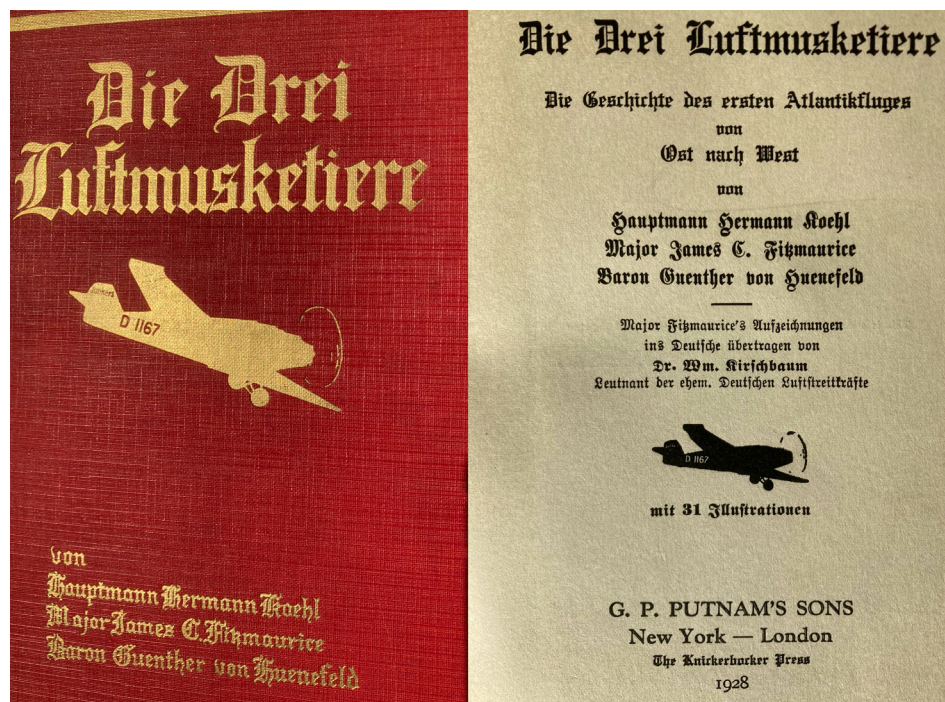 Die Drei
Luftmusketiere
Junkers
D 1167
von
Hauptmann Hermann Koehl
Major James C. Fitzmaurice
Baron Guenther von Huenefeld
Die Drei Luftmusketiere
Die Geschichte des ersten Atlantikfluges
von
Ost nach West
von
Hauptmann Hermann Koehl
Major James C. Fitzmaurice
Baron Guenther von Huenefeld
Major Fitzmaurice's Aufzeichnungen
ins Deutsche übertragen von
Dr. Wm. Kirschbaum
Leutnant der ehem. Deutschen Luftstreitkräfte
D 1167
mit 31 Illustrationen
G. P. PUTNAM'S SONS
New York — London
The Knickerbocker Press
1928